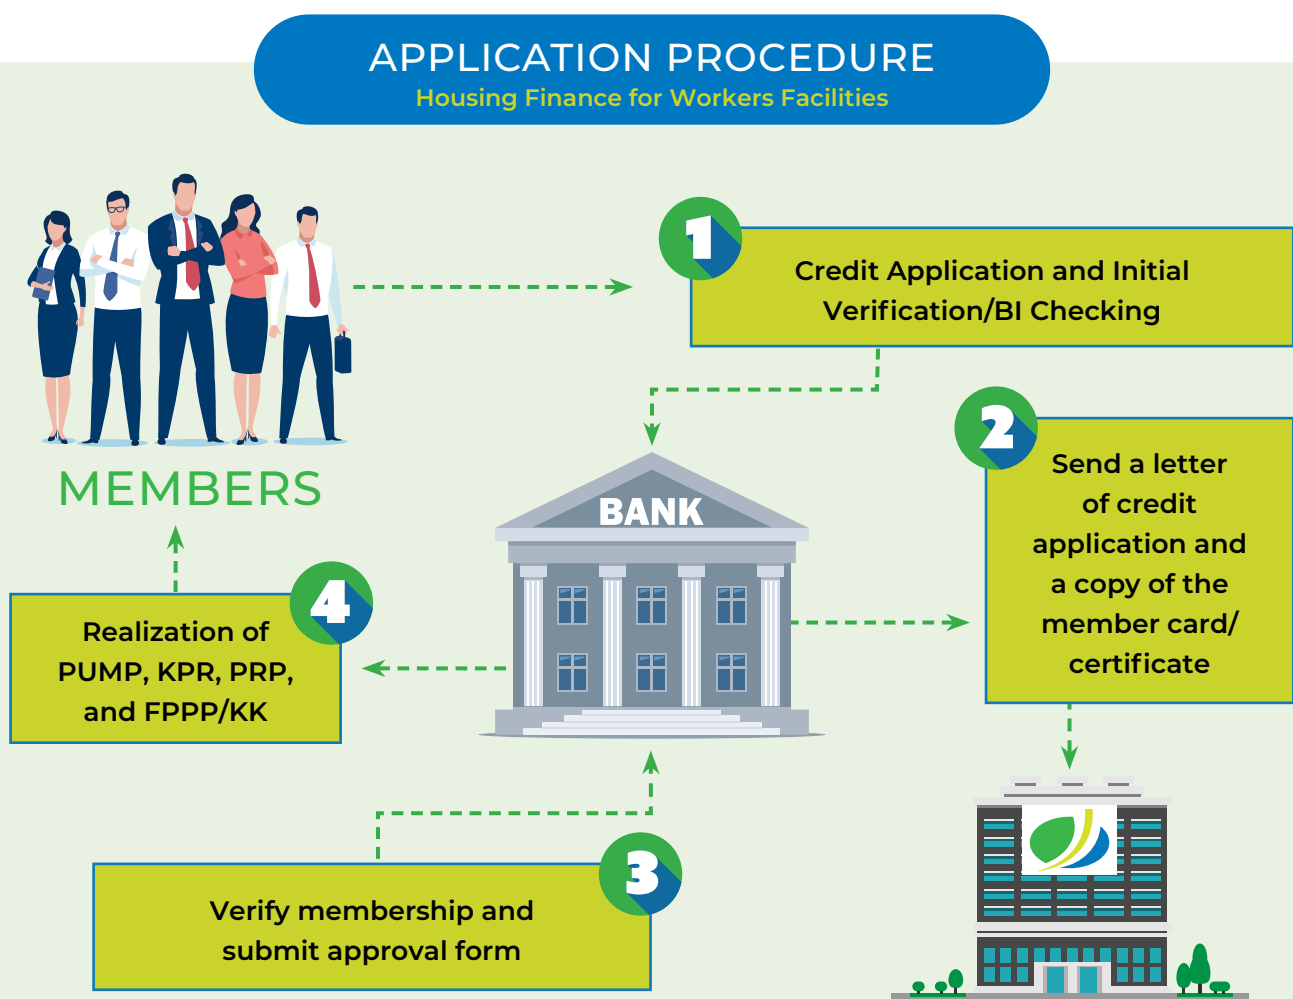 APPLICATION PROCEDURE
Housing Finance for Workers Facilities
1
Credit Application and Initial
Verification/BI Checking
2
Send a letter
of credit
application and
a copy of the
member card/
certificate
MEMBERS
BANK
4
Realization of
PUMP, KPR, PRP,
and FPPP/KK
3
Verify membership and
submit approval form